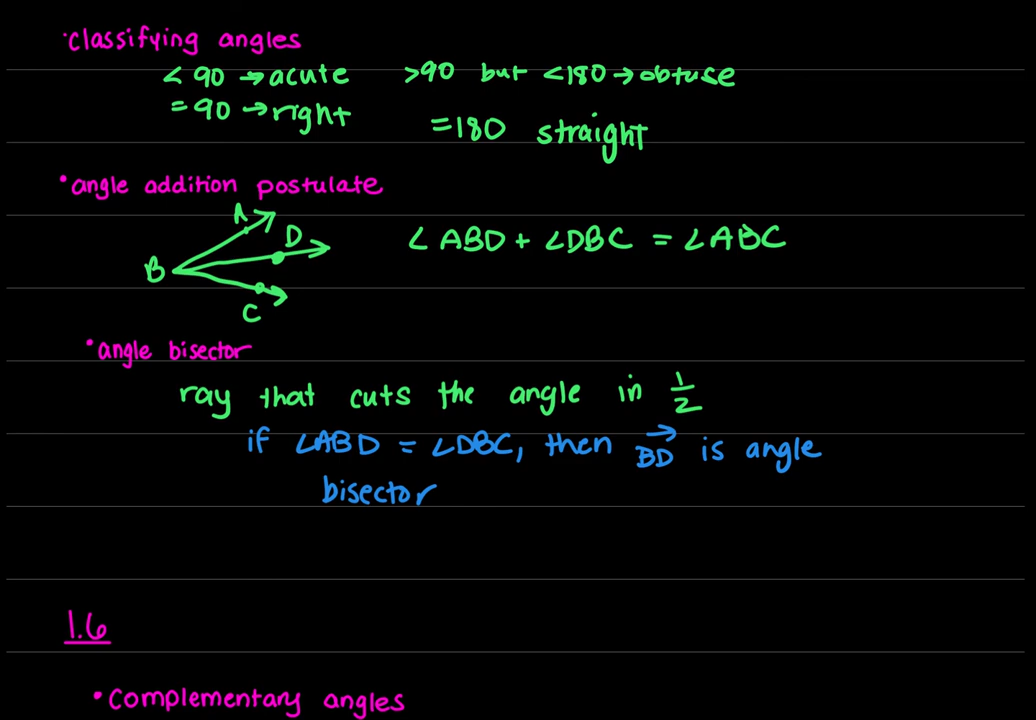 ·classifying angles
< 90 → acute   >90 but <180 → obtuse
= 90 → right   =180 straight
·angle addition postulate
A
D
B
C
∠ABD + ∠DBC = ∠ABC
·angle bisector
ray that cuts the angle in 1/2
if ∠ABD = ∠DBC, then $\overrightarrow{BD}$ is angle
bisector
1.6
·complementary angles